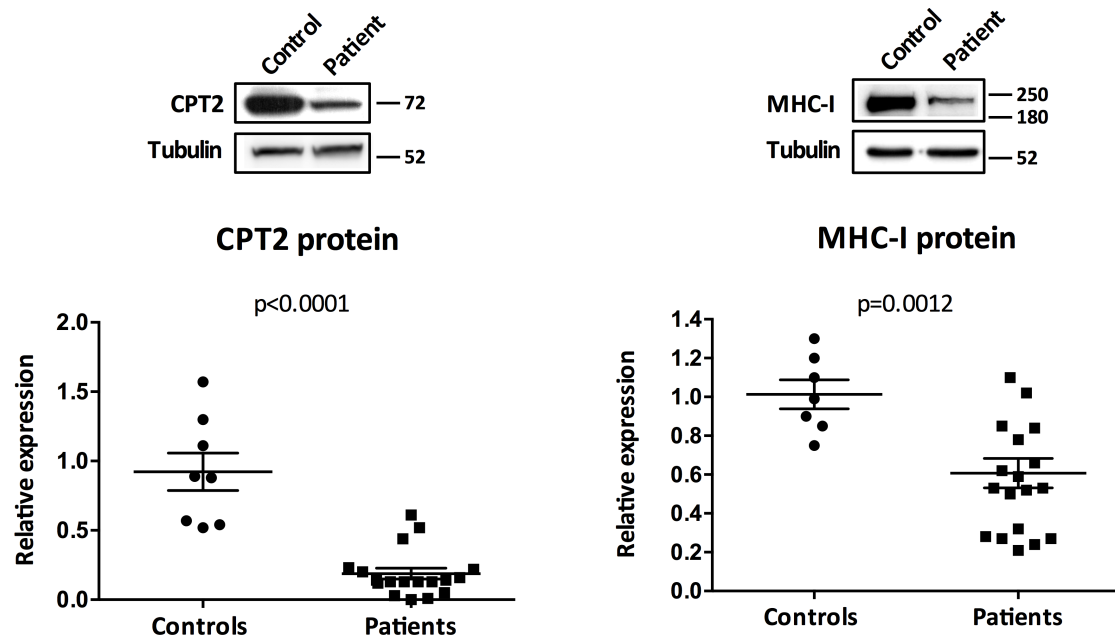 Control Patient
CPT2 72
Tubulin 52
CPT2 protein
p<0.0001
Relative expression
2.0
1.5
1.0
0.5
0.0
Controls Patients
Control Patient
MHC-I 250
180
Tubulin 52
MHC-I protein
p=0.0012
Relative expression
1.4
1.2
1.0
0.8
0.6
0.4
0.2
0.0
Controls Patients